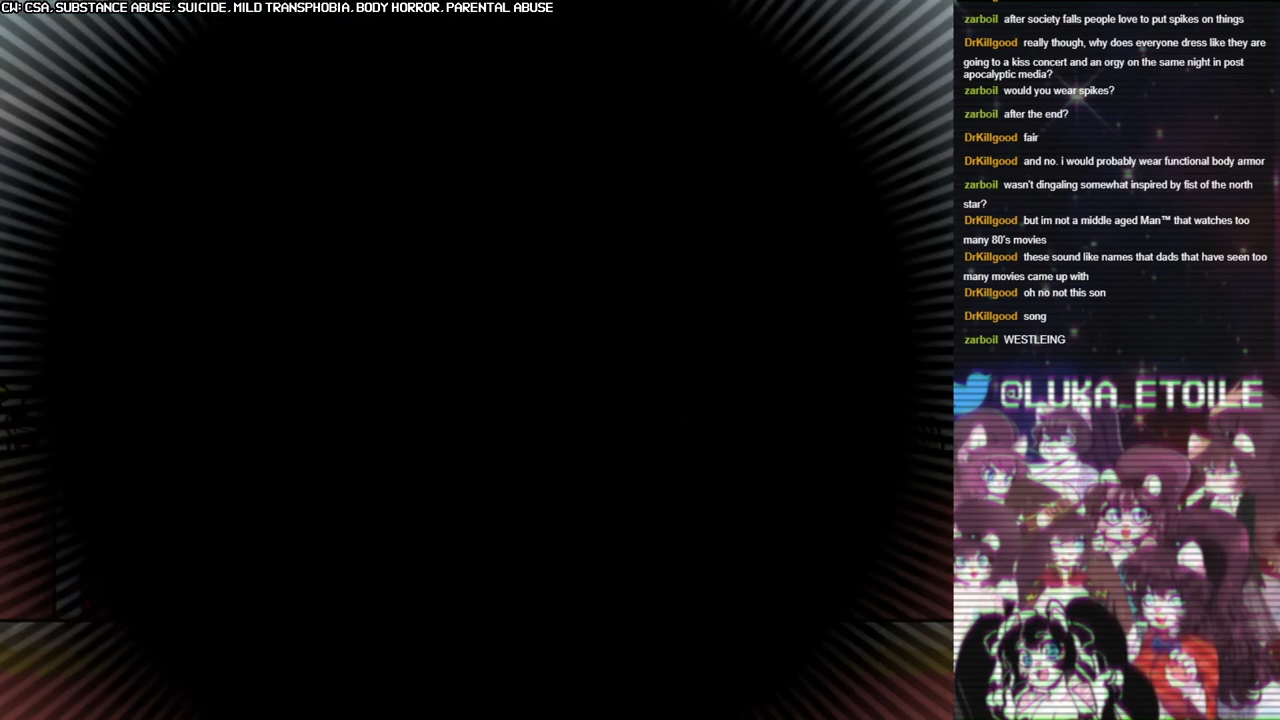 CW: CSA, SUBSTANCE ABUSE, SUICIDE, MILD TRANSPHOBIA, BODY HORROR, PARENTAL ABUSE
zarboil after society falls people love to put spikes on things
DrKillgood really though, why does everyone dress like they are
going to a kiss concert and an orgy on the same night in post
apocalyptic media?
zarboil would you wear spikes?
zarboil after the end?
DrKillgood fair
DrKillgood and no. i would probably wear functional body armor
zarboil wasn't dingaling somewhat inspired by fist of the north
star?
DrKillgood but im not a middle aged Man™ that watches too
many 80's movies
DrKillgood these sound like names that dads that have seen too
many movies came up with
DrKillgood oh no not this son
DrKillgood song
zarboil WESTLEING
@LUKA_ETOILE